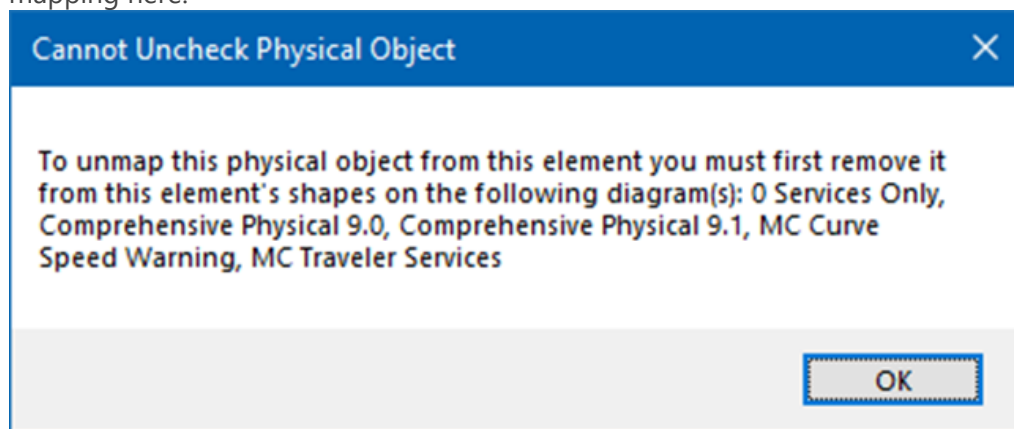 mapping here.
Cannot Uncheck Physical Object
To unmap this physical object from this element you must first remove it
from this element's shapes on the following diagram(s): 0 Services Only,
Comprehensive Physical 9.0, Comprehensive Physical 9.1, MC Curve
Speed Warning, MC Traveler Services
OK